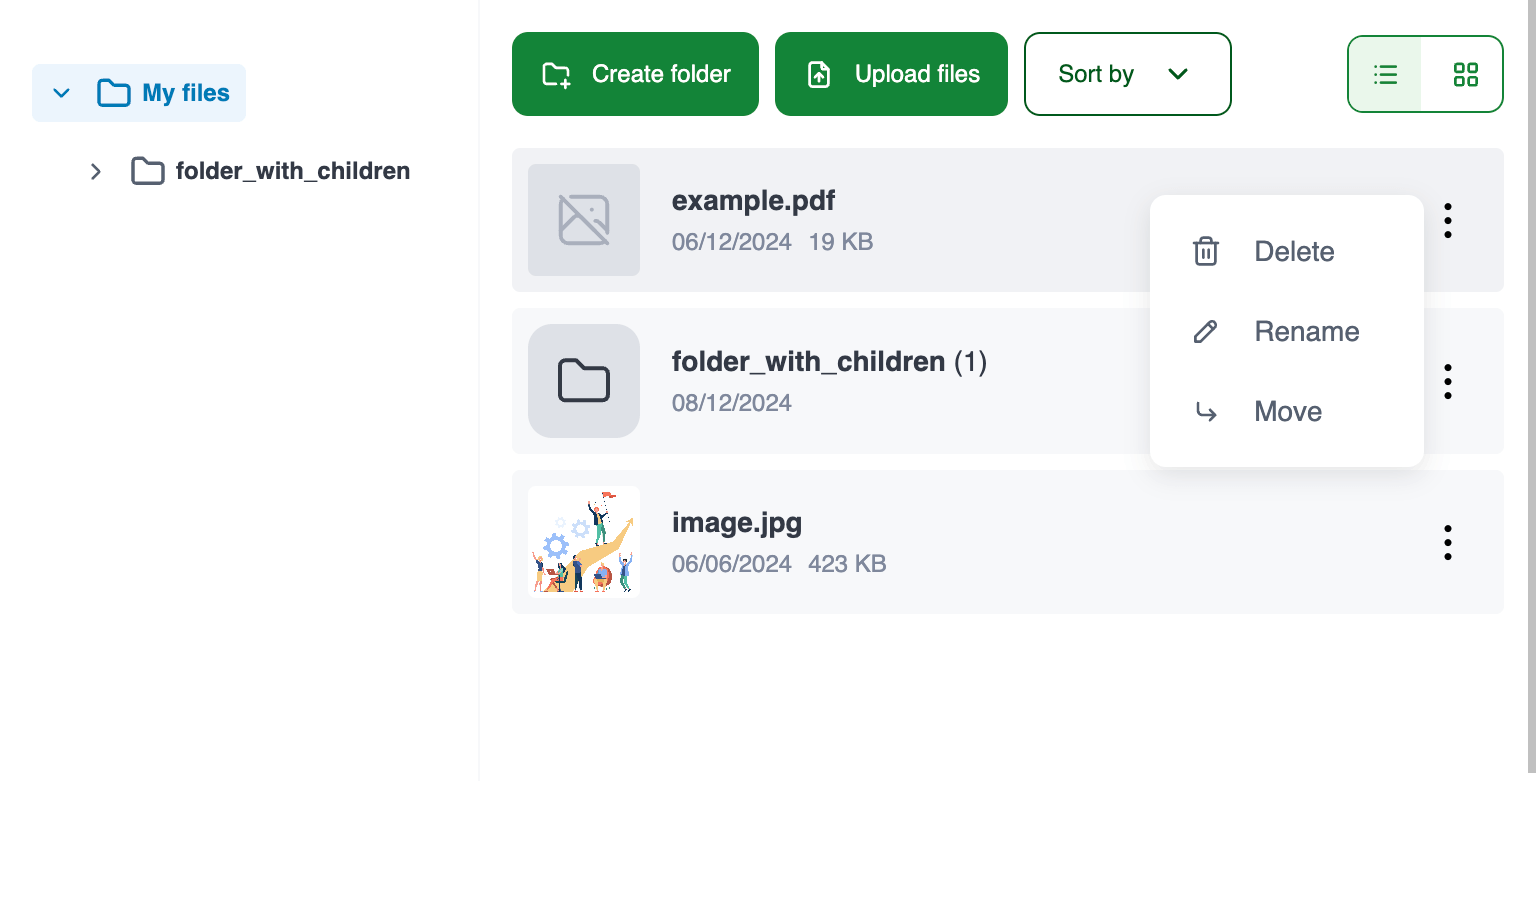 My files
folder_with_children
Create folder
Upload files
Sort by
example.pdf
06/12/2024 19 KB
Delete
Rename
Move
folder_with_children (1)
08/12/2024
image.jpg
06/06/2024 423 KB